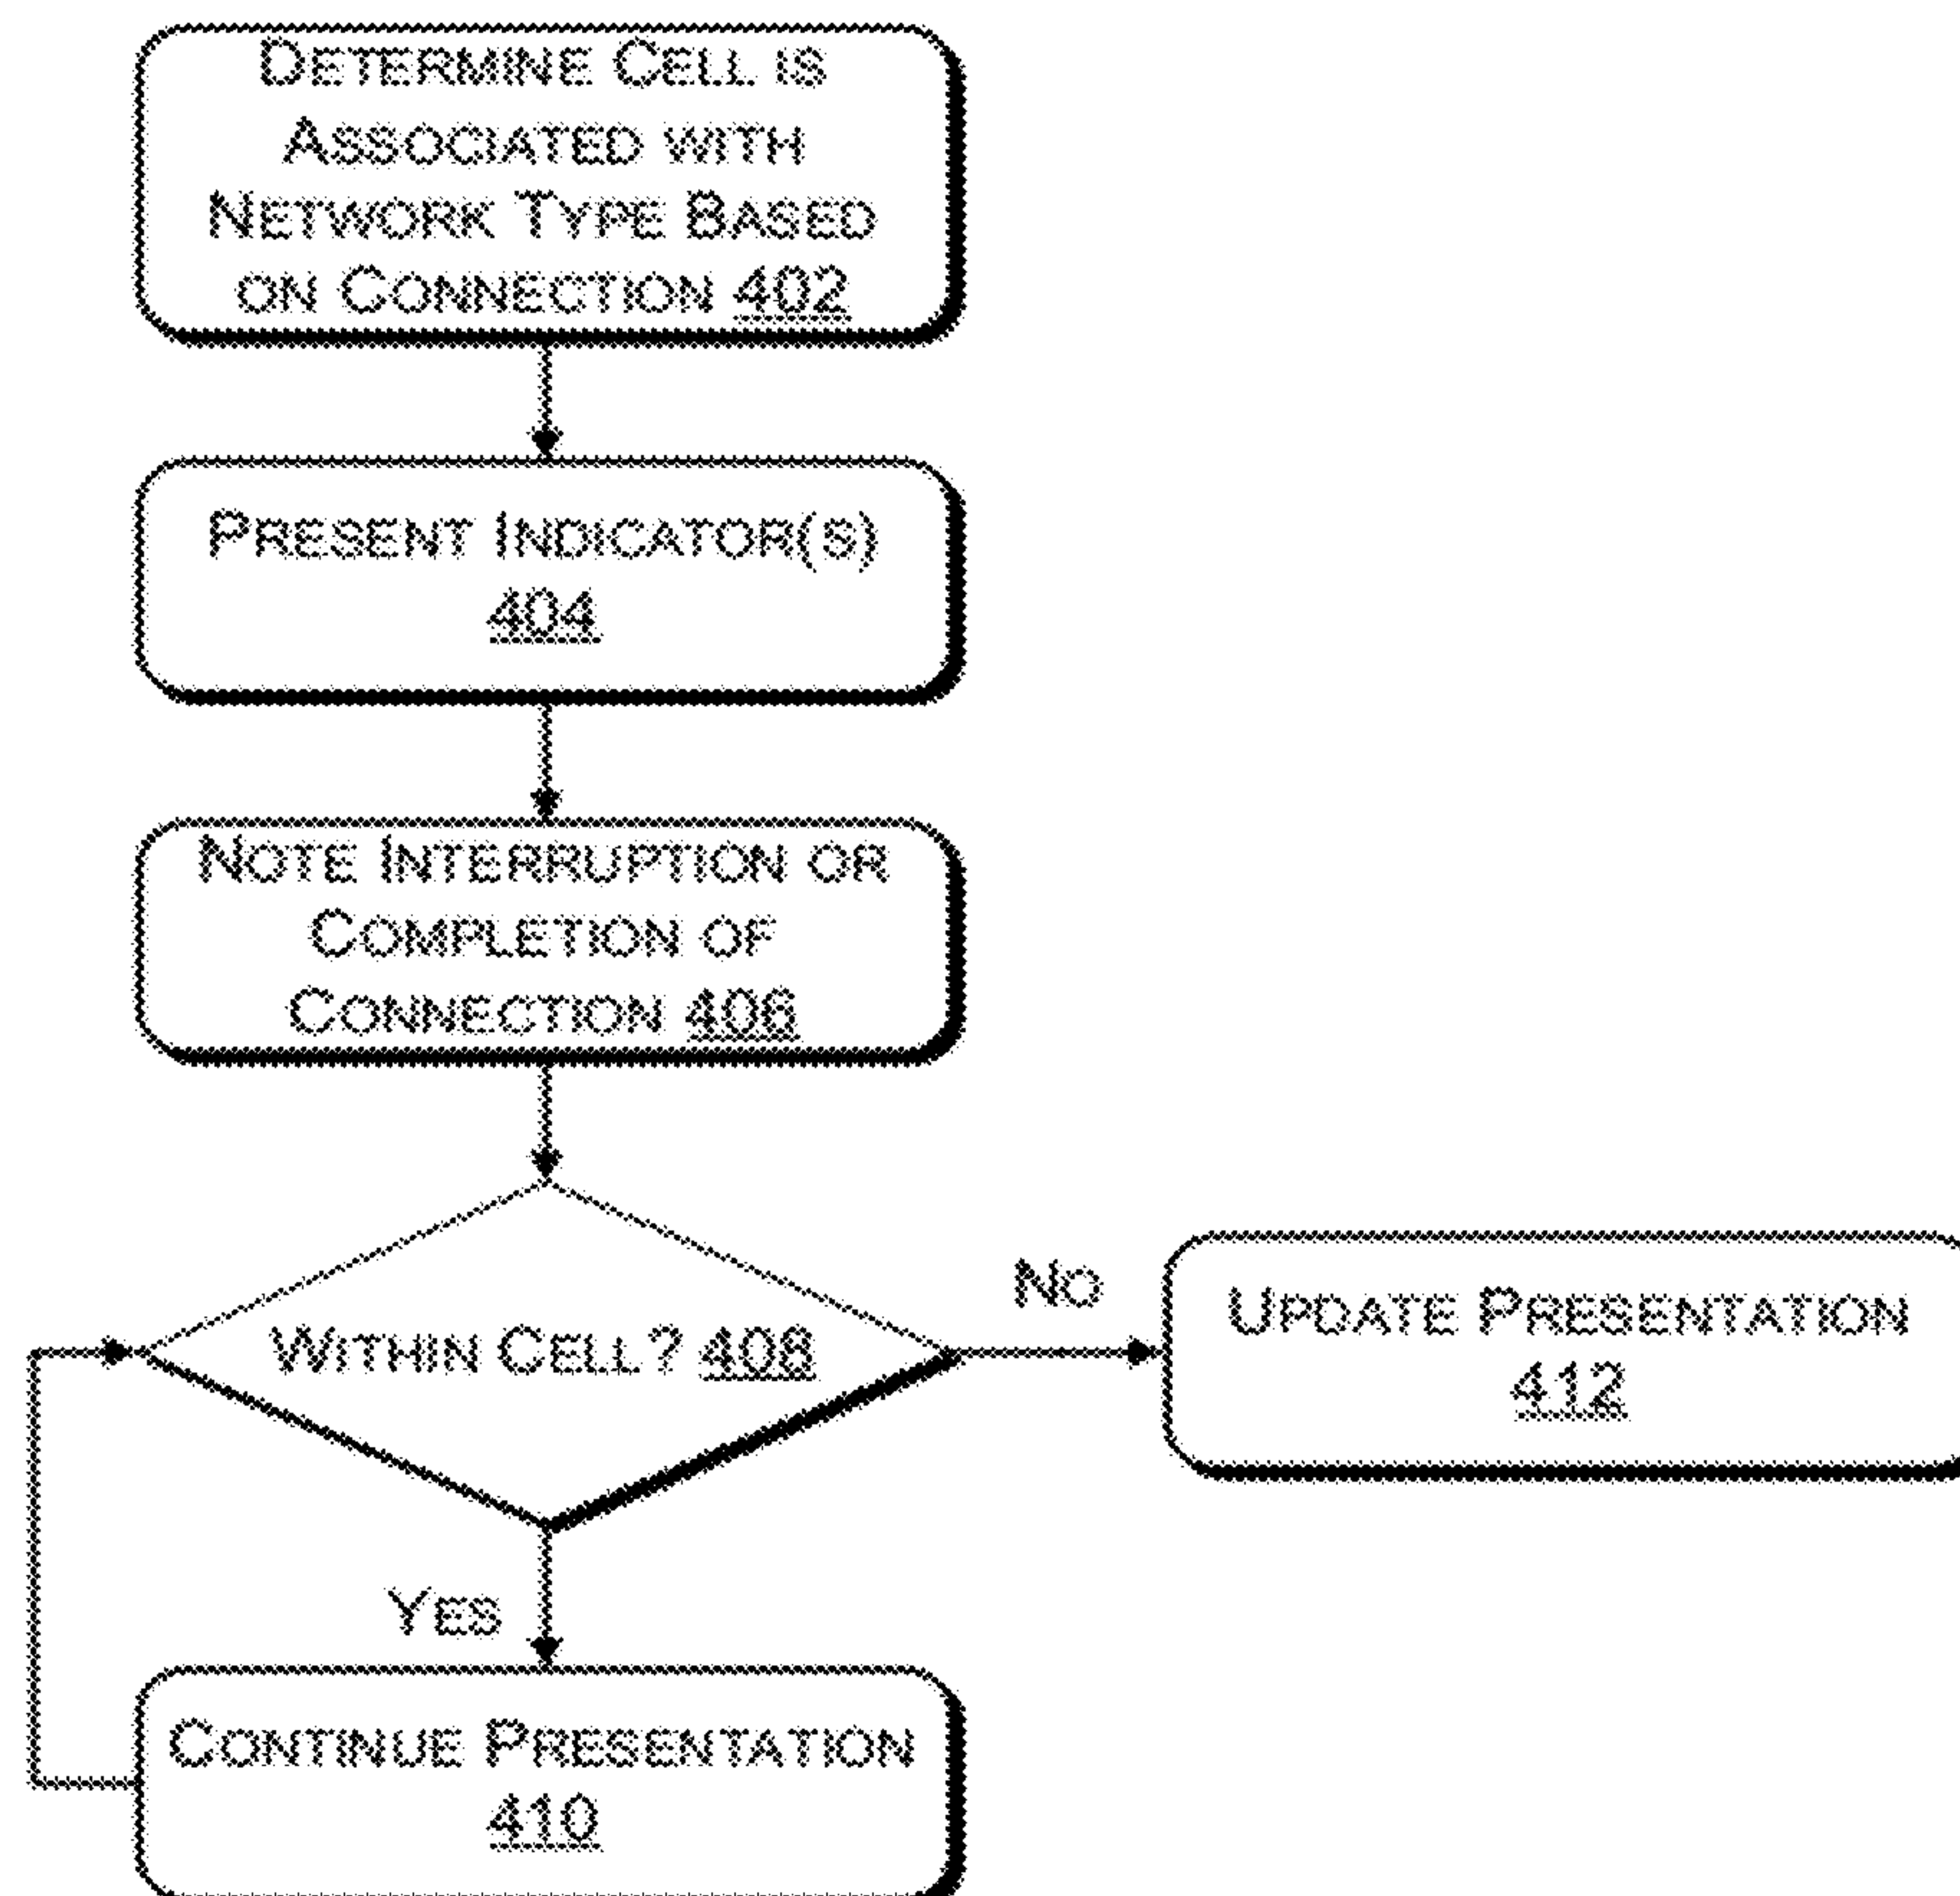 DETERMINE CELL IS
ASSOCIATED WITH
NETWORK TYPE BASED
ON CONNECTION 402
PRESENT INDICATOR(S)
404
NOTE INTERRUPTION OR
COMPLETION OF
CONNECTION 406
WITHIN CELL? 408
NO
UPDATE PRESENTATION
412
YES
CONTINUE PRESENTATION
410